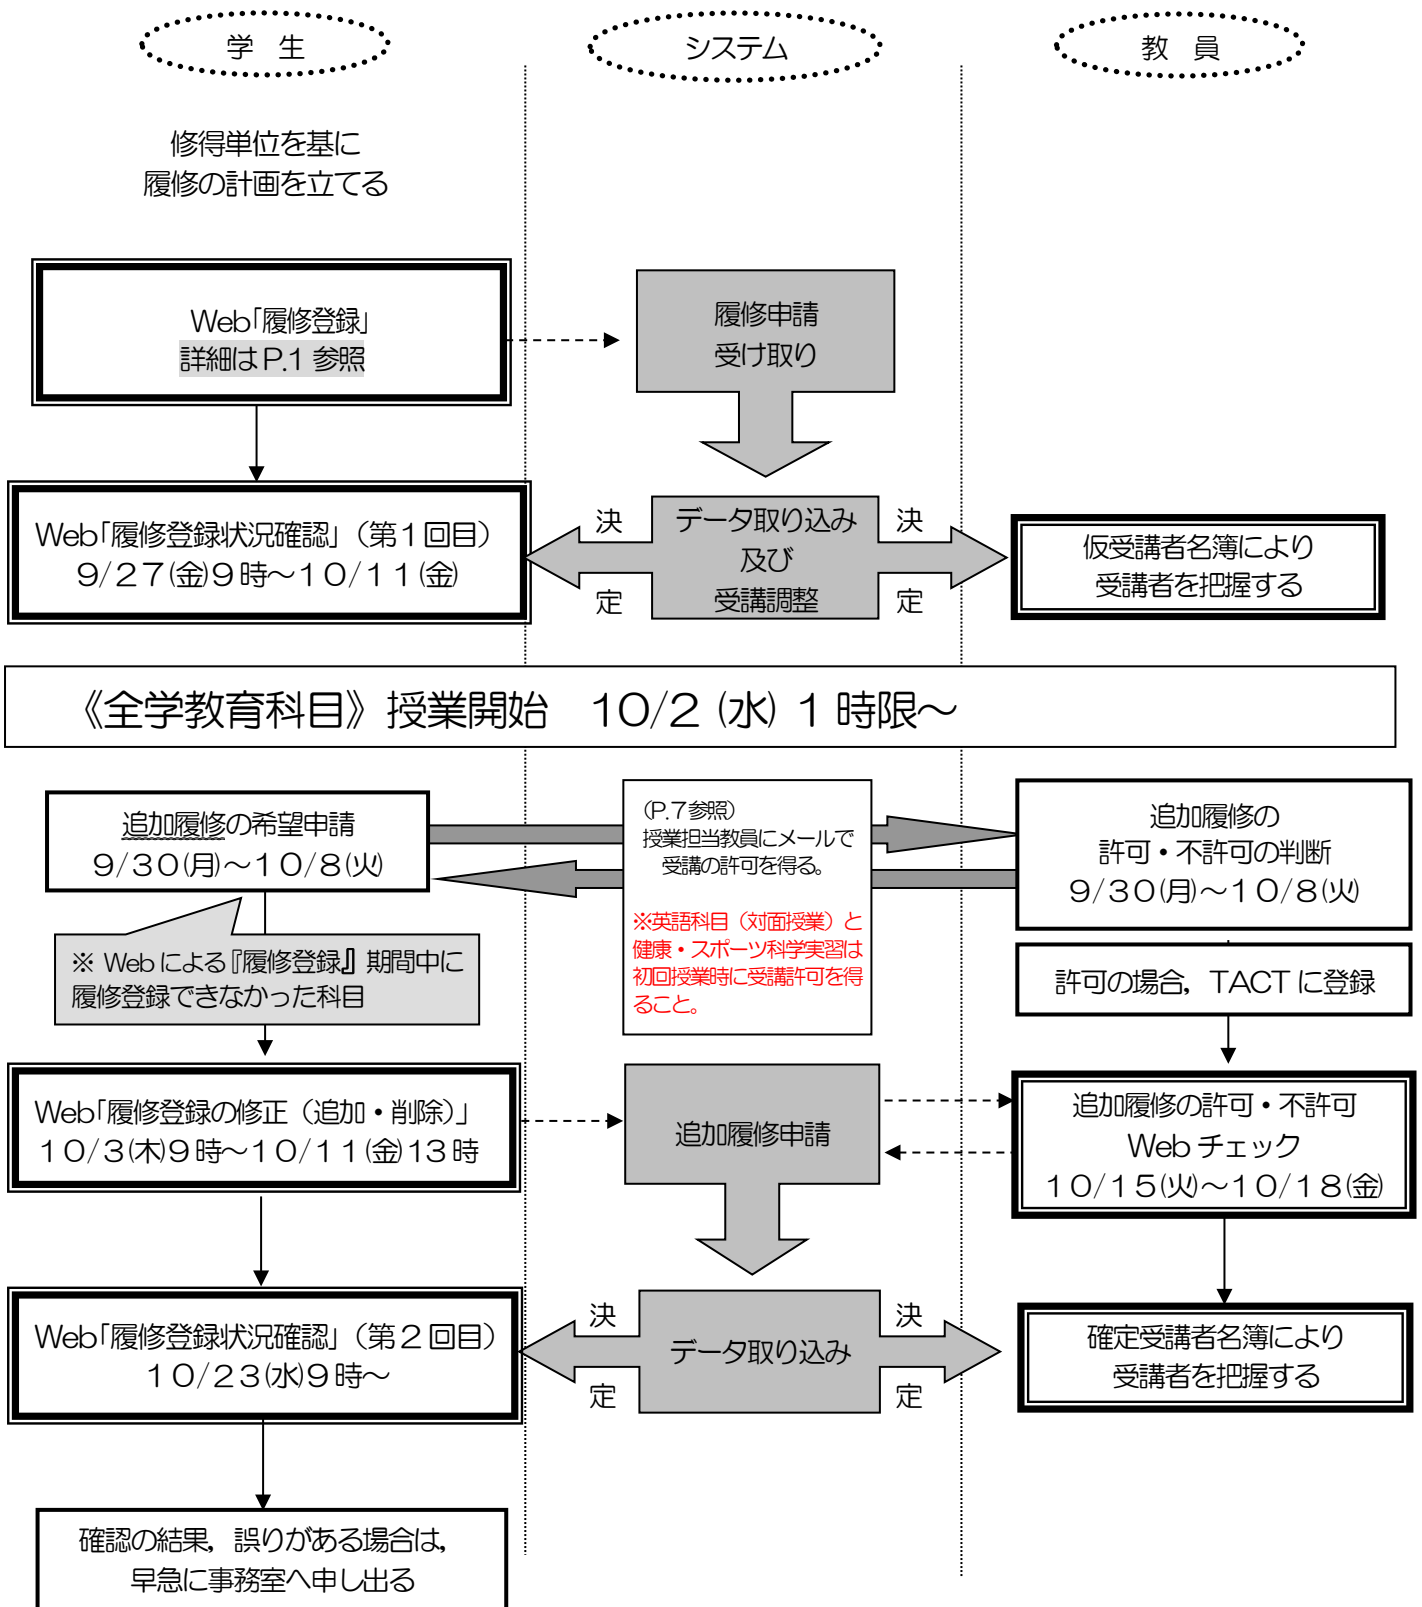 学 生
システム
教 員
修得単位を基に
履修の計画を立てる
Web「履修登録」
詳細は P.1 参照
履修申請
受け取り
Web「履修登録状況確認」（第１回目）
９/２７(金)９時～１０/１１(金)
決
定
データ取り込み
及び
受講調整
決
定
仮受講者名簿により
受講者を把握する
《全学教育科目》授業開始　１０/２ (水) １時限～
追加履修の希望申請
９/３０(月)～１０/８(火)
(P.７参照)
授業担当教員にメールで
受講の許可を得る。
※英語科目（対面授業）と
健康・スポーツ科学実習は
初回授業時に受講許可を得
ること。
追加履修の
許可・不許可の判断
９/３０(月)～１０/８(火)
※ Web による『履修登録』期間中に
履修登録できなかった科目
許可の場合，TACT に登録
Web「履修登録の修正（追加・削除）」
１０/３(木)９時～１０/１１(金)１３時
追加履修申請
追加履修の許可・不許可
Web チェック
１０/１５(火)～１０/１８(金)
Web「履修登録状況確認」（第２回目）
１０/２３(水)９時～
決
定
データ取り込み
決
定
確定受講者名簿により
受講者を把握する
確認の結果，誤りがある場合は，
早急に事務室へ申し出る